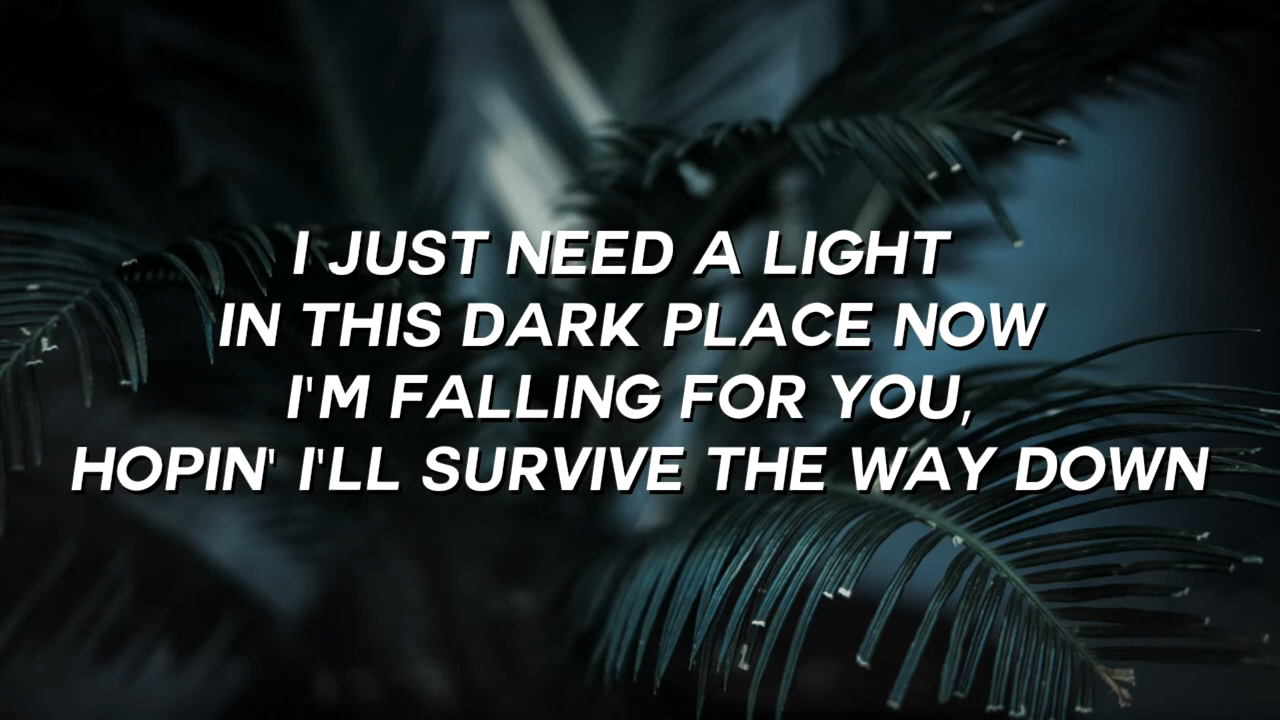 I JUST NEED A LIGHT
IN THIS DARK PLACE NOW
I'M FALLING FOR YOU,
HOPIN' I'LL SURVIVE THE WAY DOWN